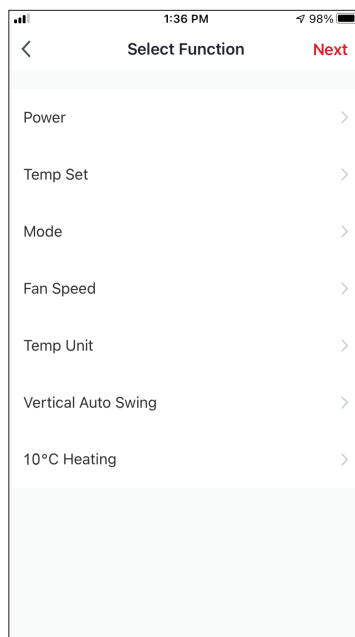 1:36 PM 98%
Select Function Next
Power
Temp Set
Mode
Fan Speed
Temp Unit
Vertical Auto Swing
10°C Heating